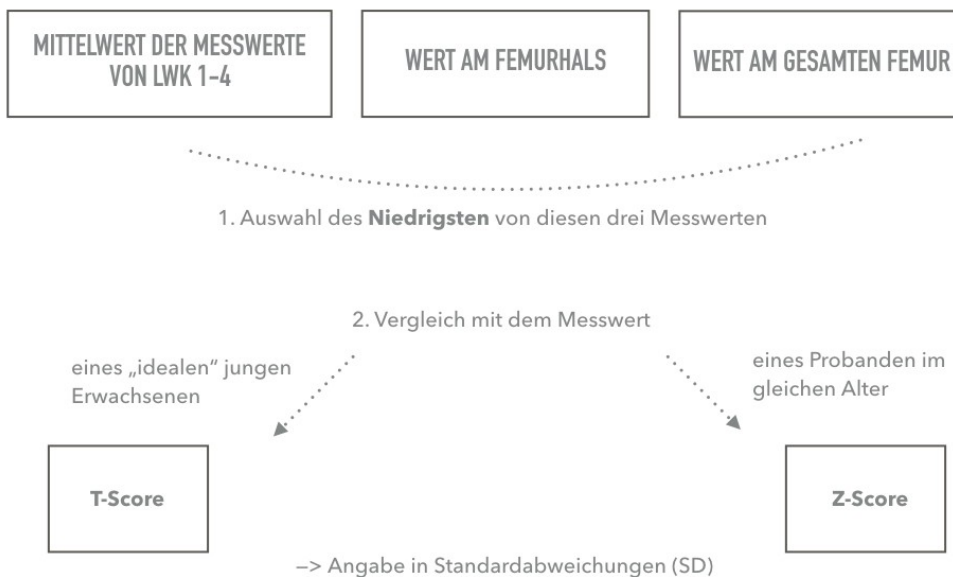 MITTELWERT DER MESSWERTE
VON LWK 1-4
WERT AM FEMURHALS
WERT AM GESAMTEN FEMUR
1. Auswahl des Niedrigsten von diesen drei Messwerten
2. Vergleich mit dem Messwert
eines „idealen“ jungen
Erwachsenen
eines Probanden im
gleichen Alter
T-Score
Z-Score
—> Angabe in Standardabweichungen (SD)